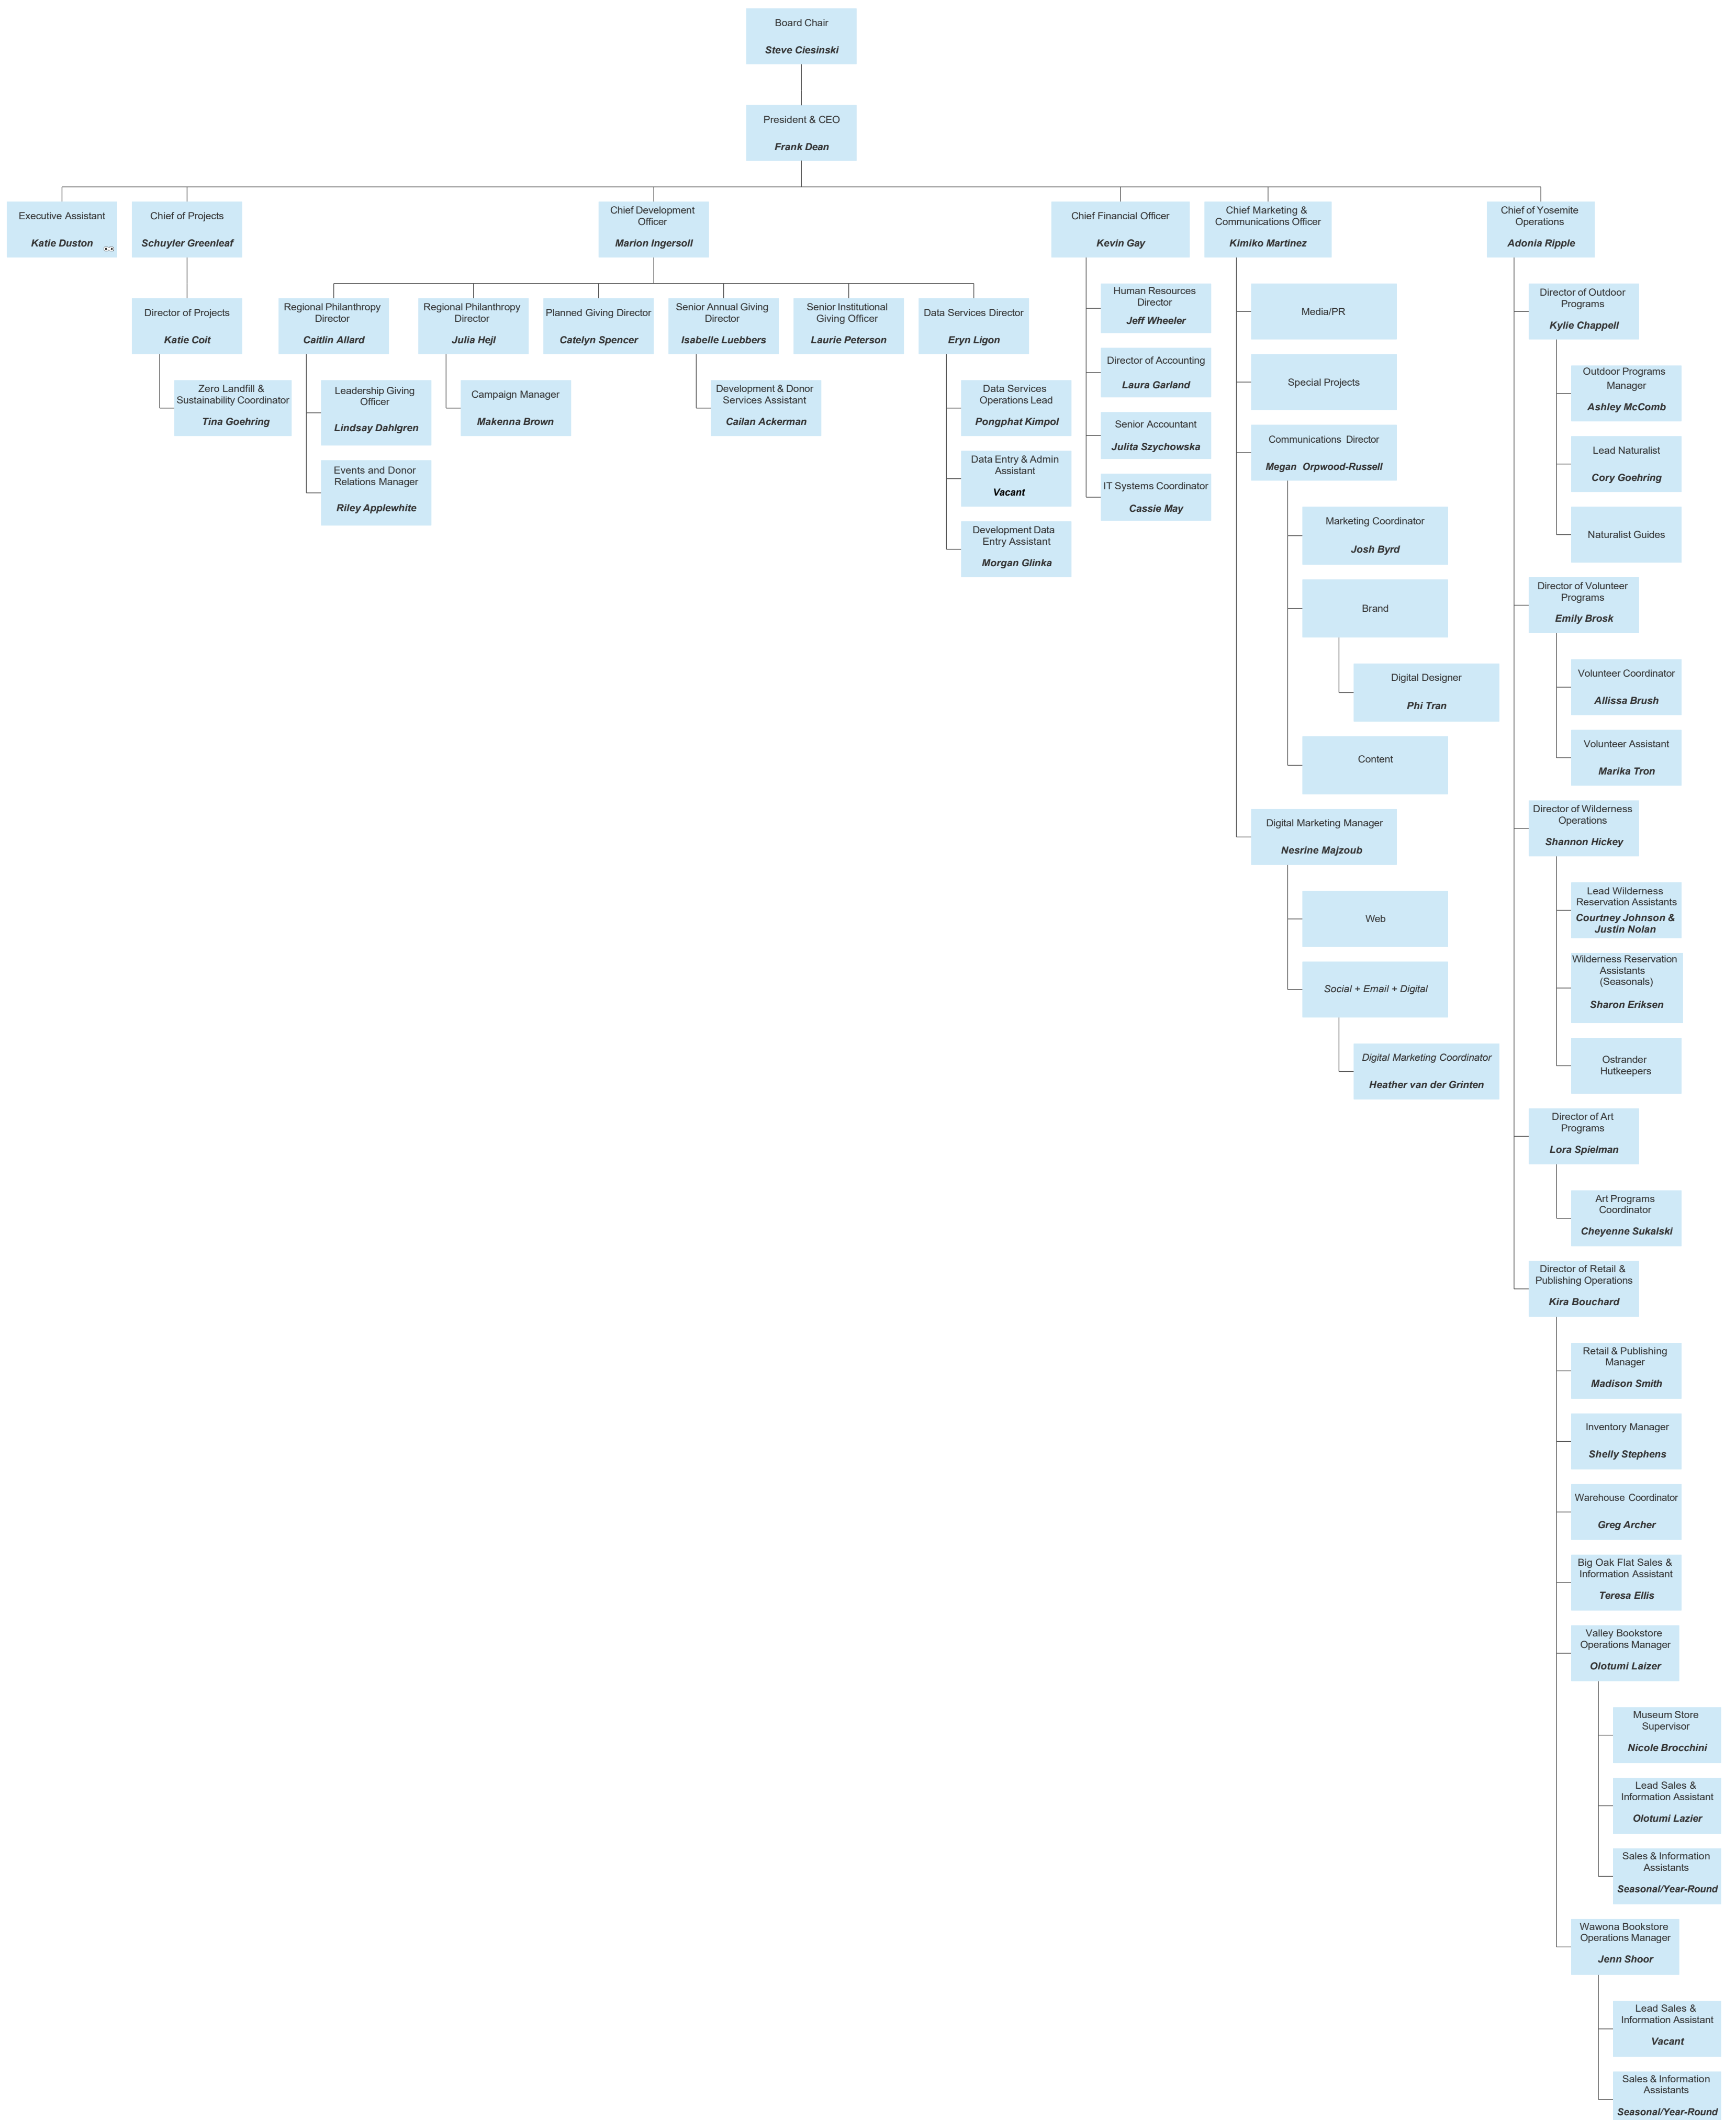 Board Chair
Steve Ciesinski
President & CEO
Frank Dean
Executive Assistant
Katie Duston
Chief of Projects
Schuyler Greenleaf
Director of Projects
Katie Coit
Zero Landfill &
Sustainability Coordinator
Tina Goehring
Chief Development
Officer
Marion Ingersoll
Regional Philanthropy
Director
Caitlin Allard
Leadership Giving
Officer
Lindsay Dahlgren
Events and Donor
Relations Manager
Riley Applewhite
Regional Philanthropy
Director
Julia Hejl
Campaign Manager
Makenna Brown
Planned Giving Director
Catelyn Spencer
Senior Annual Giving
Director
Isabelle Luebbers
Development & Donor
Services Assistant
Cailan Ackerman
Senior Institutional
Giving Officer
Laurie Peterson
Data Services Director
Eryn Ligon
Data Services
Operations Lead
Pongphat Kimpol
Data Entry & Admin
Assistant
Vacant
Development Data
Entry Assistant
Morgan Glinka
Chief Financial Officer
Kevin Gay
Human Resources
Director
Jeff Wheeler
Director of Accounting
Laura Garland
Senior Accountant
Julita Szychowska
IT Systems Coordinator
Cassie May
Chief Marketing &
Communications Officer
Kimiko Martinez
Media/PR
Special Projects
Communications Director
Megan Orpwood-Russell
Marketing Coordinator
Josh Byrd
Brand
Digital Designer
Phi Tran
Content
Digital Marketing Manager
Nesrine Majzoub
Web
Social + Email + Digital
Digital Marketing Coordinator
Heather van der Grinten
Chief of Yosemite
Operations
Adonia Ripple
Director of Outdoor
Programs
Kylie Chappell
Outdoor Programs
Manager
Ashley McComb
Lead Naturalist
Cory Goehring
Naturalist Guides
Director of Volunteer
Programs
Emily Brosk
Volunteer Coordinator
Allissa Brush
Volunteer Assistant
Marika Tron
Director of Wilderness
Operations
Shannon Hickey
Lead Wilderness
Reservation Assistants
Courtney Johnson &
Justin Nolan
Wilderness Reservation
Assistants
(Seasonals)
Sharon Eriksen
Ostrander
Hutkeepers
Director of Art
Programs
Lora Spielman
Art Programs
Coordinator
Cheyenne Sukalski
Director of Retail &
Publishing Operations
Kira Bouchard
Retail & Publishing
Manager
Madison Smith
Inventory Manager
Shelly Stephens
Warehouse Coordinator
Greg Archer
Big Oak Flat Sales &
Information Assistant
Teresa Ellis
Valley Bookstore
Operations Manager
Olotumi Laizer
Museum Store
Supervisor
Nicole Brocchini
Lead Sales &
Information Assistant
Olotumi Lazier
Sales & Information
Assistants
Seasonal/Year-Round
Wawona Bookstore
Operations Manager
Jenn Shoor
Lead Sales &
Information Assistant
Vacant
Sales & Information
Assistants
Seasonal/Year-Round